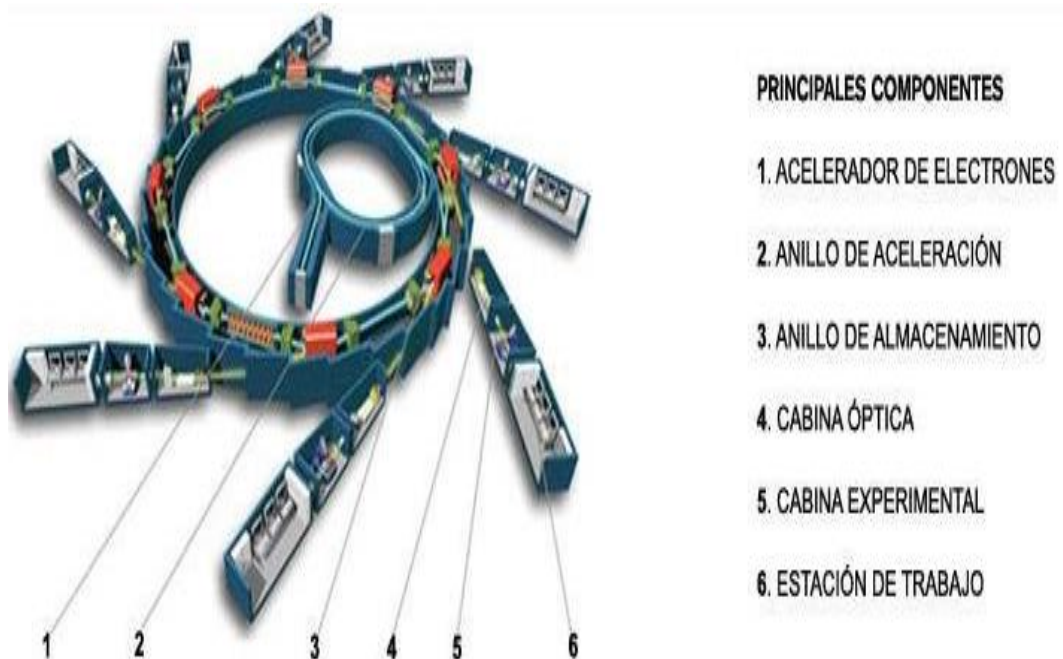 PRINCIPALES COMPONENTES
1. ACELERADOR DE ELECTRONES
2. ANILLO DE ACELERACIÓN
3. ANILLO DE ALMACENAMIENTO
4. CABINA ÓPTICA
5. CABINA EXPERIMENTAL
6. ESTACIÓN DE TRABAJO
1 2 3 4 5 6